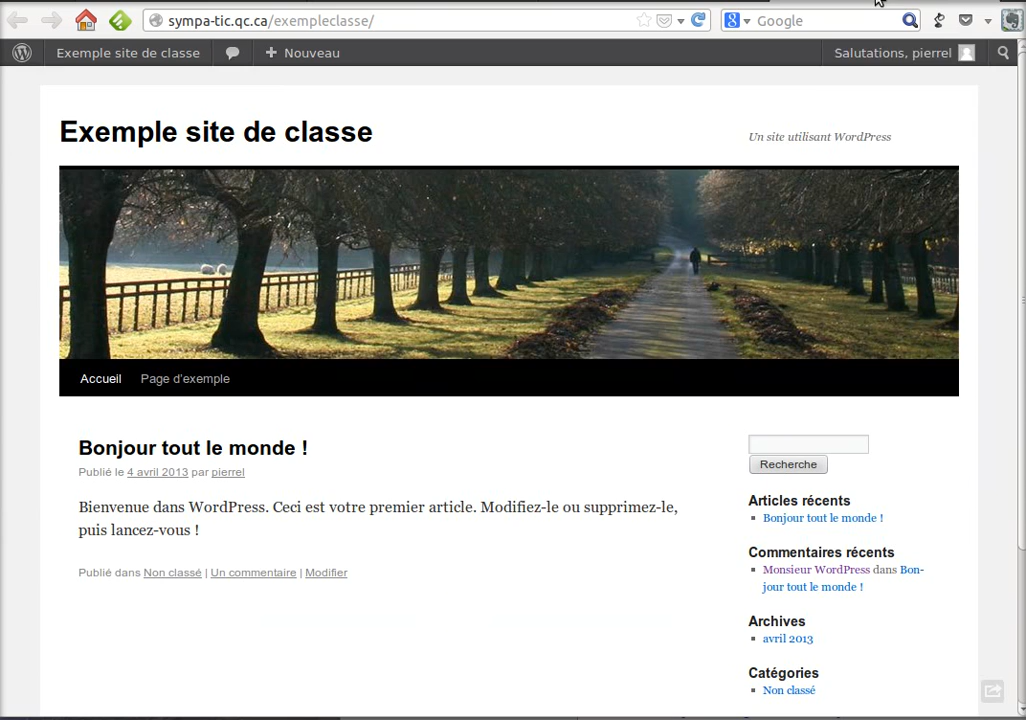 sympa-tic.qc.ca/exempleclasse/
Google
Exemple site de classe
Nouveau
Salutations, pierrel
Exemple site de classe
Un site utilisant WordPress
Accueil
Page d'exemple
Bonjour tout le monde !
Publié le 4 avril 2013 par pierrel
Bienvenue dans WordPress. Ceci est votre premier article. Modifiez-le ou supprimez-le,
puis lancez-vous !
Publié dans Non classé | Un commentaire | Modifier
Recherche
Articles récents
Bonjour tout le monde !
Commentaires récents
Monsieur WordPress dans Bon-
jour tout le monde !
Archives
avril 2013
Catégories
Non classé